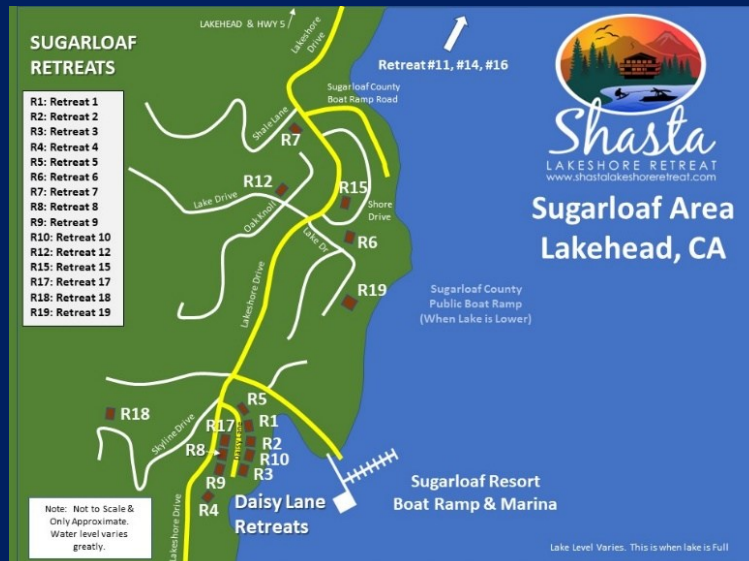 LAKEHEAD & HWY 5
Lakeshore
Drive
SUGARLOAF
RETREATS
Retreat #11, #14, #16
Sugarloaf County
Boat Ramp Road
Shasta
LAKESHORE RETREAT
www.shastalakeshoreretreat.com
Sugarloaf Area
Lakehead, CA
R1: Retreat 1
R2: Retreat 2
R3: Retreat 3
R4: Retreat 4
R5: Retreat 5
R6: Retreat 6
R7: Retreat 7
R8: Retreat 8
R9: Retreat 9
R10: Retreat 10
R12: Retreat 12
R15: Retreat 15
R17: Retreat 17
R18: Retreat 18
R19: Retreat 19
Shale Lane
R7
R12
R15
Lake Drive
Oak Knoll
Shore
Drive
Lake Dr
R6
R19
Lakeshore Drive
Sugarloaf County
Public Boat Ramp
(When Lake is Lower)
R18
Skyline Drive
R5
R17
R1
R2
R8
R10
R9
R3
R4
Daisy Lane
Daisy Lane
Retreats
Sugarloaf Resort
Boat Ramp & Marina
Lakeshore Drive
Note: Not to Scale &
Only Approximate.
Water level varies
greatly.
Lake Level Varies. This is when lake is Full